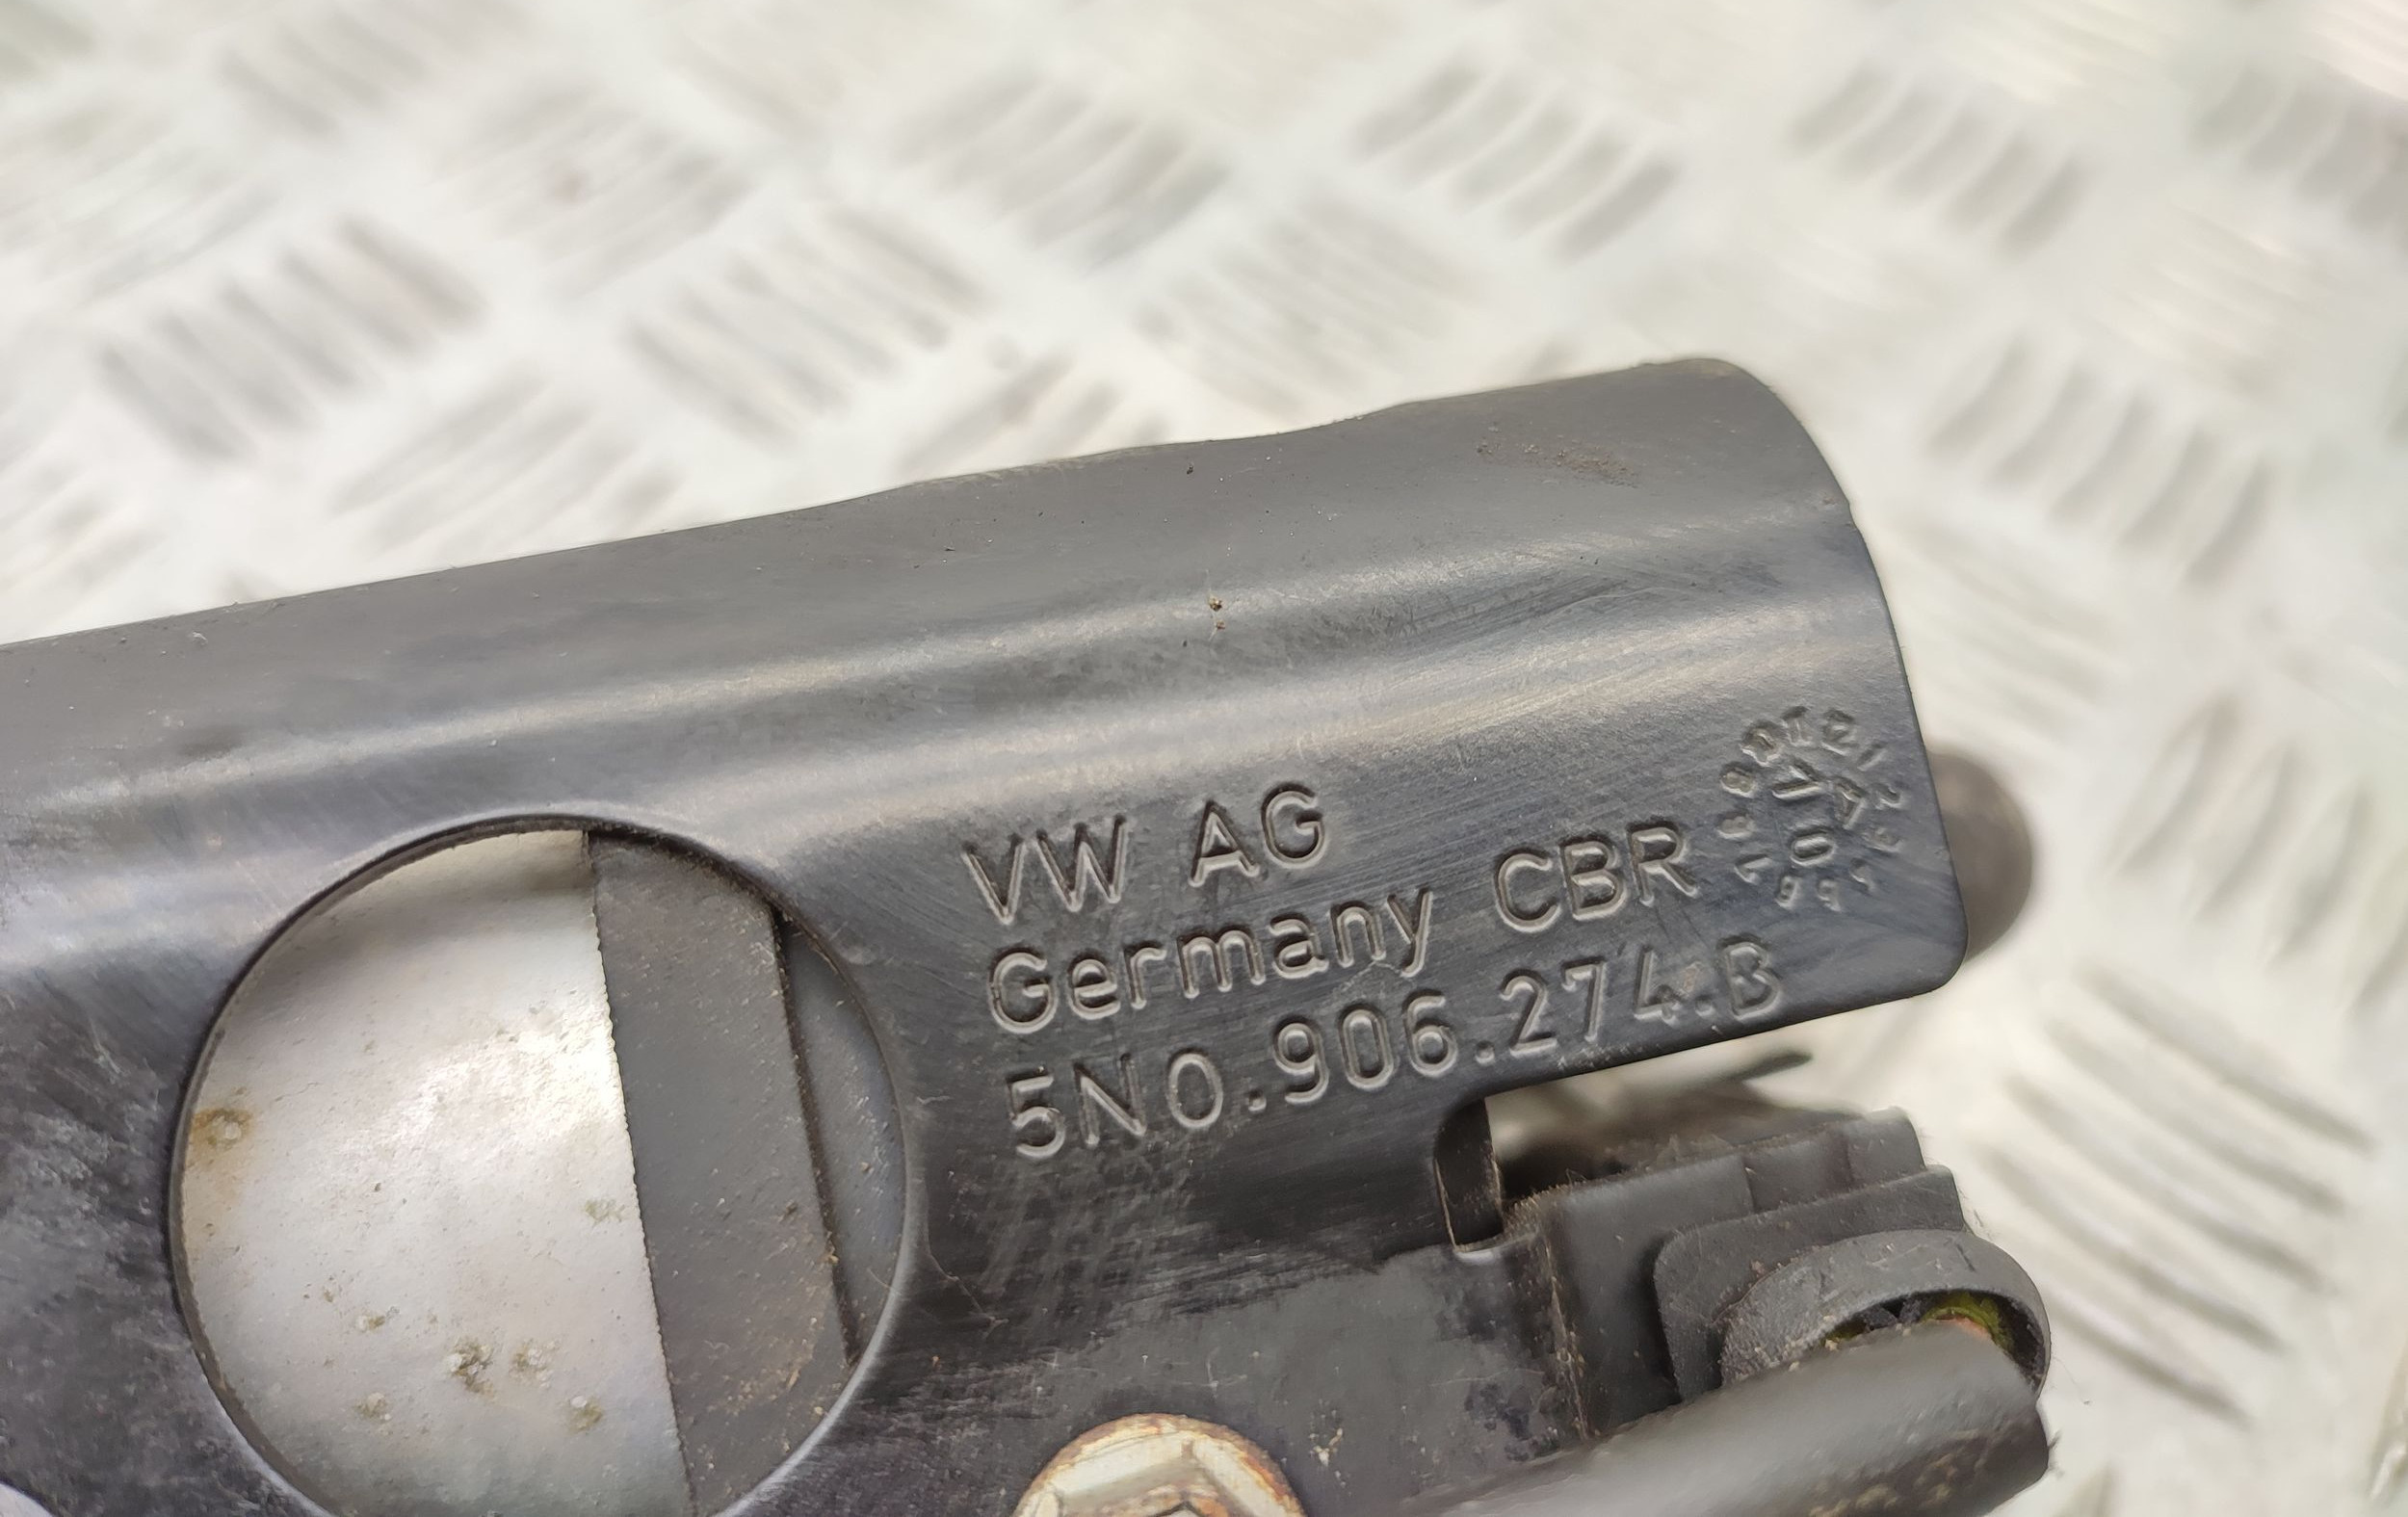 VW AG
Germany CBR
5N0.906.274.B